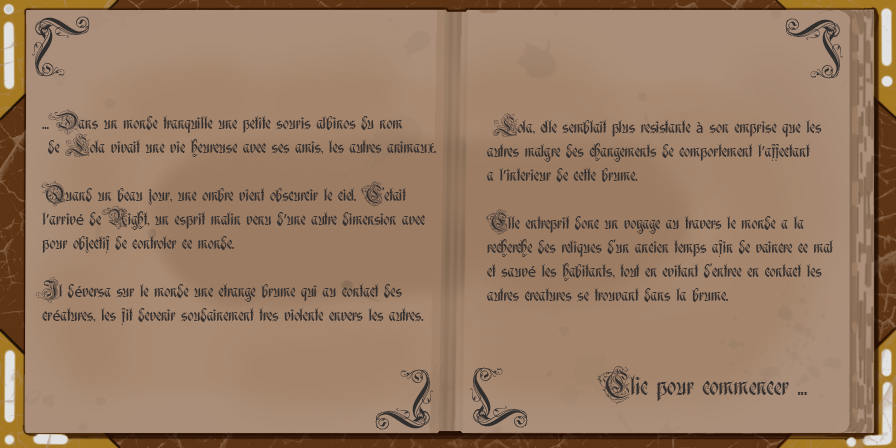 ... Dans un monde tranquille une petite souris albinos du nom
de Lola vivait une vie heureuse avec ses amis, les autres animaux.
Quand un beau jour, une ombre vient obscurcir le ciel. C'etait
l'arrivé de Night, un esprit malin venu d'une autre dimension avec
pour objectif de controler ce monde.
Il déversa sur le monde une etrange brume qui au contact des
créatures, les fit devenir soudainement tres violente envers les autres.
Lola, elle semblait plus resistante à son emprise que les
autres malgre des changements de comportement l'affectant
a l'interieur de cette brume.
Elle entreprit donc un voyage au travers le monde a la
recherche des reliques d'un ancien temps afin de vaincre ce mal
et sauvé les habitants, tout en evitant d'entree en contact les
autres creatures se trouvant dans la brume.
Clic pour commencer ...